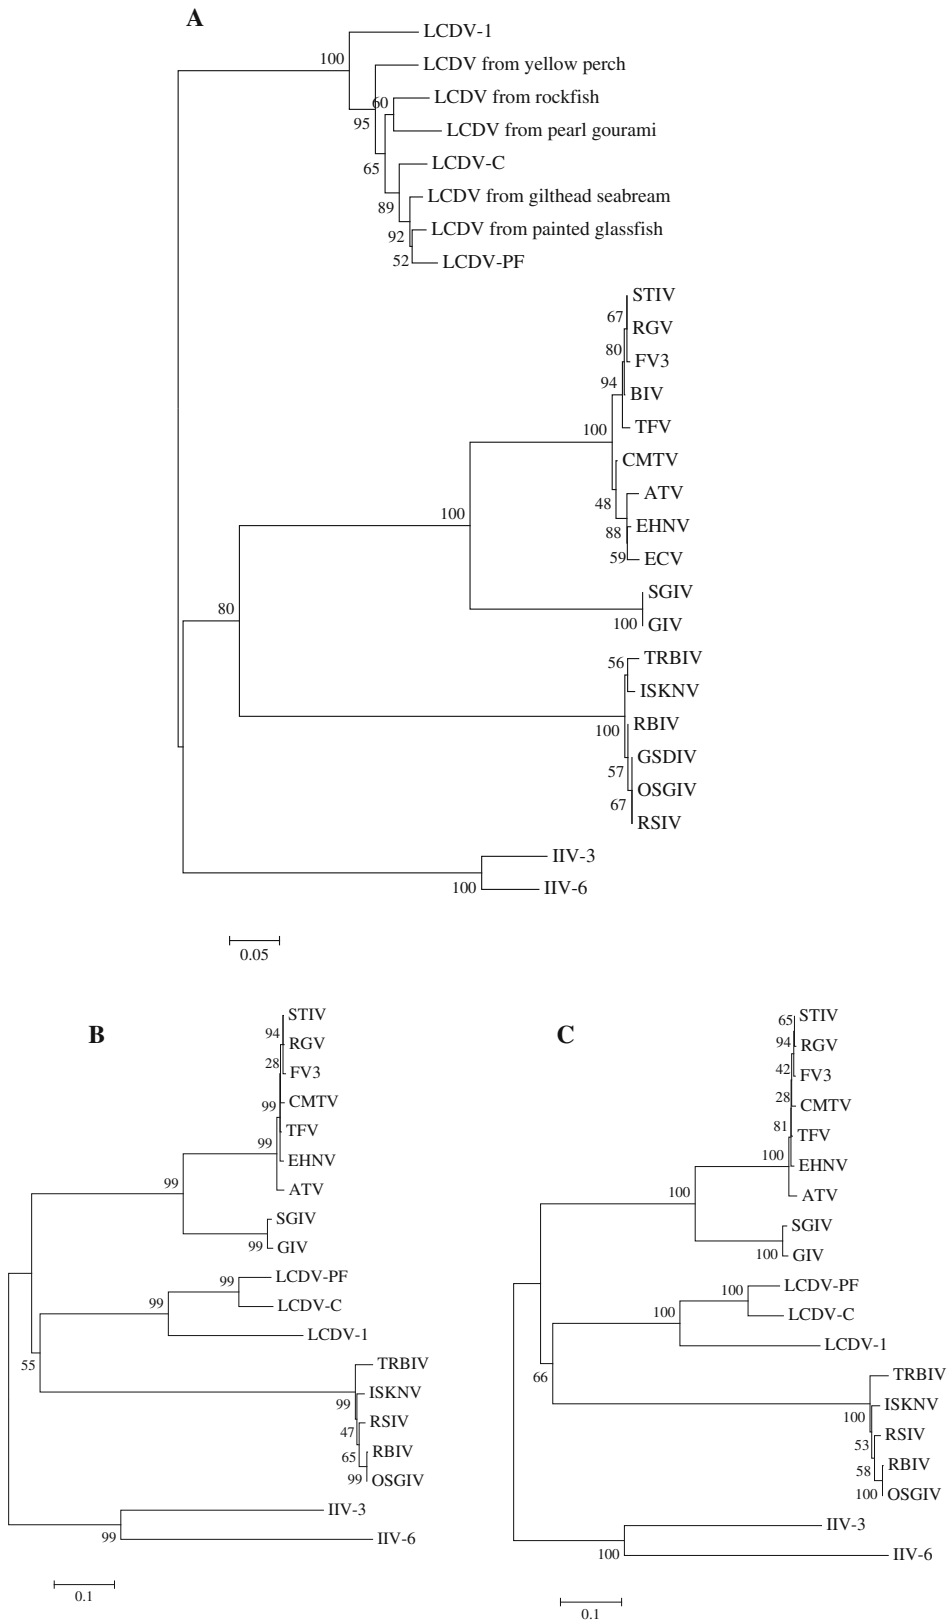 A
LCDV-1
100
LCDV from yellow perch
60
LCDV from rockfish
95
LCDV from pearl gourami
65
LCDV-C
89
LCDV from gilthead seabream
92
LCDV from painted glassfish
52
LCDV-PF
STIV
67
RGV
80
FV3
94
BIV
100
TFV
CMTV
48
ATV
100
88
EHNV
59
ECV
80
SGIV
100
GIV
56
TRBIV
ISKNV
100
RBIV
57
GSDIV
67
OSGIV
RSIV
IIV-3
100
IIV-6
0.05
B
STIV
94
RGV
28
FV3
99
CMTV
99
TFV
99
EHNV
ATV
SGIV
99
GIV
99
LCDV-PF
99
LCDV-C
LCDV-1
55
TRBIV
99
ISKNV
47
RSIV
65
RBIV
99
OSGIV
IIV-3
99
IIV-6
0.1
C
65
STIV
94
RGV
42
FV3
28
CMTV
81
TFV
100
EHNV
100
ATV
SGIV
100
GIV
100
LCDV-PF
100
LCDV-C
LCDV-1
66
TRBIV
100
ISKNV
53
RSIV
58
RBIV
100
OSGIV
IIV-3
100
IIV-6
0.1